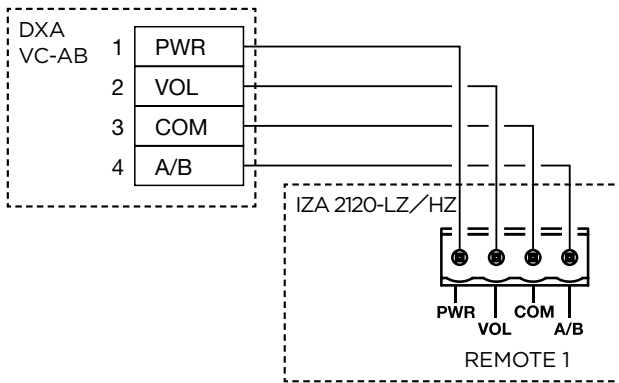 DXA
VC-AB
1 PWR
2 VOL
3 COM
4 A/B
IZA 2120-LZ／HZ
PWR
VOL
COM
A/B
REMOTE 1